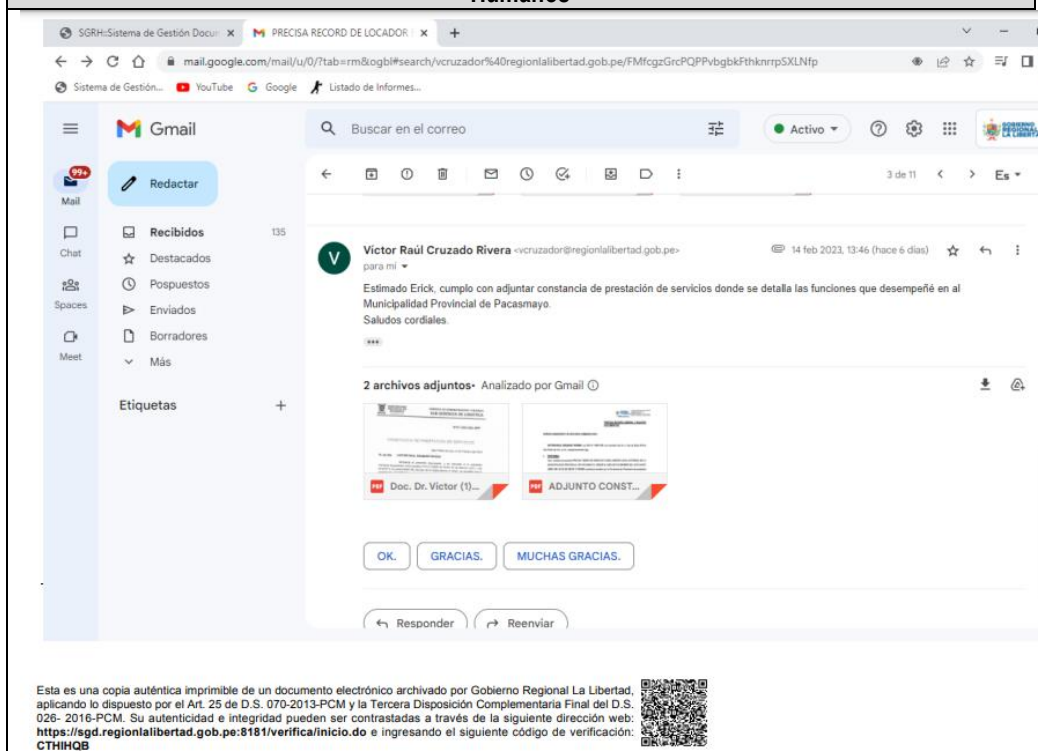 Humanos
SGRH::Sistema de Gestión Docu
PRECISA RECORD DE LOCADOR
mail.google.com/mail/u/0/?tab=rm&ogbl#search/vcruzador%40regionlalibertad.gob.pe/FMfcgzGrcPQPPvbgbkFthknrrpSXLNfp
Sistema de Gestión... YouTube Google Listado de Informes...
Gmail
Buscar en el correo
Activo
GOBIERNO
REGIONAL
LA LIBERTAD
99+
Mail
Chat
Spaces
Meet
Redactar
Recibidos 135
Destacados
Pospuestos
Enviados
Borradores
Más
Etiquetas +
3 de 11
Es
V
Víctor Raúl Cruzado Rivera <vcruzador@regionlalibertad.gob.pe>
14 feb 2023, 13:46 (hace 6 días)
para mí
Estimado Erick, cumplo con adjuntar constancia de prestación de servicios donde se detalla las funciones que desempeñé en al
Municipalidad Provincial de Pacasmayo.
Saludos cordiales.
2 archivos adjuntos• Analizado por Gmail
PDF Doc. Dr. Victor (1)...
PDF ADJUNTO CONST...
OK. GRACIAS. MUCHAS GRACIAS.
Responder Reenviar
Esta es una copia auténtica imprimible de un documento electrónico archivado por Gobierno Regional La Libertad,
aplicando lo dispuesto por el Art. 25 de D.S. 070-2013-PCM y la Tercera Disposición Complementaria Final del D.S.
026- 2016-PCM. Su autenticidad e integridad pueden ser contrastadas a través de la siguiente dirección web:
https://sgd.regionlalibertad.gob.pe:8181/verifica/inicio.do e ingresando el siguiente código de verificación:
CTHIHQB